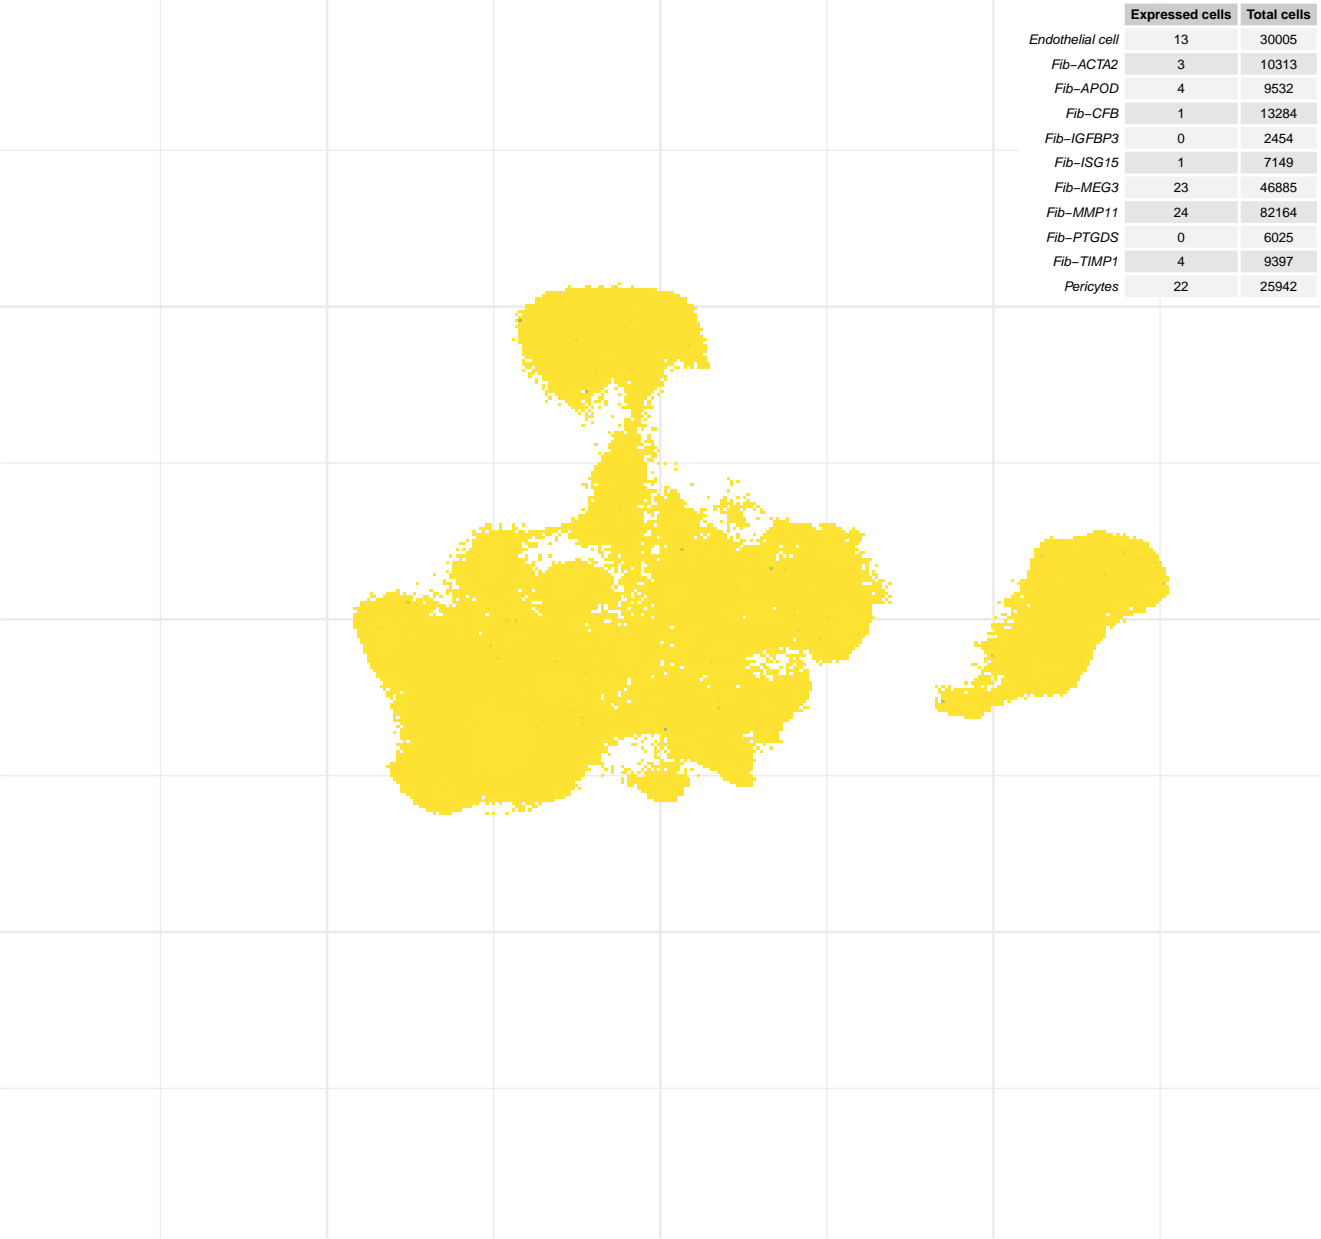 Expressed cells Total cells
Endothelial cell 13 30005
Fib−ACTA2 3 10313
Fib−APOD 4 9532
Fib−CFB 1 13284
Fib−IGFBP3 0 2454
Fib−ISG15 1 7149
Fib−MEG3 23 46885
Fib−MMP11 24 82164
Fib−PTGDS 0 6025
Fib−TIMP1 4 9397
Pericytes 22 25942